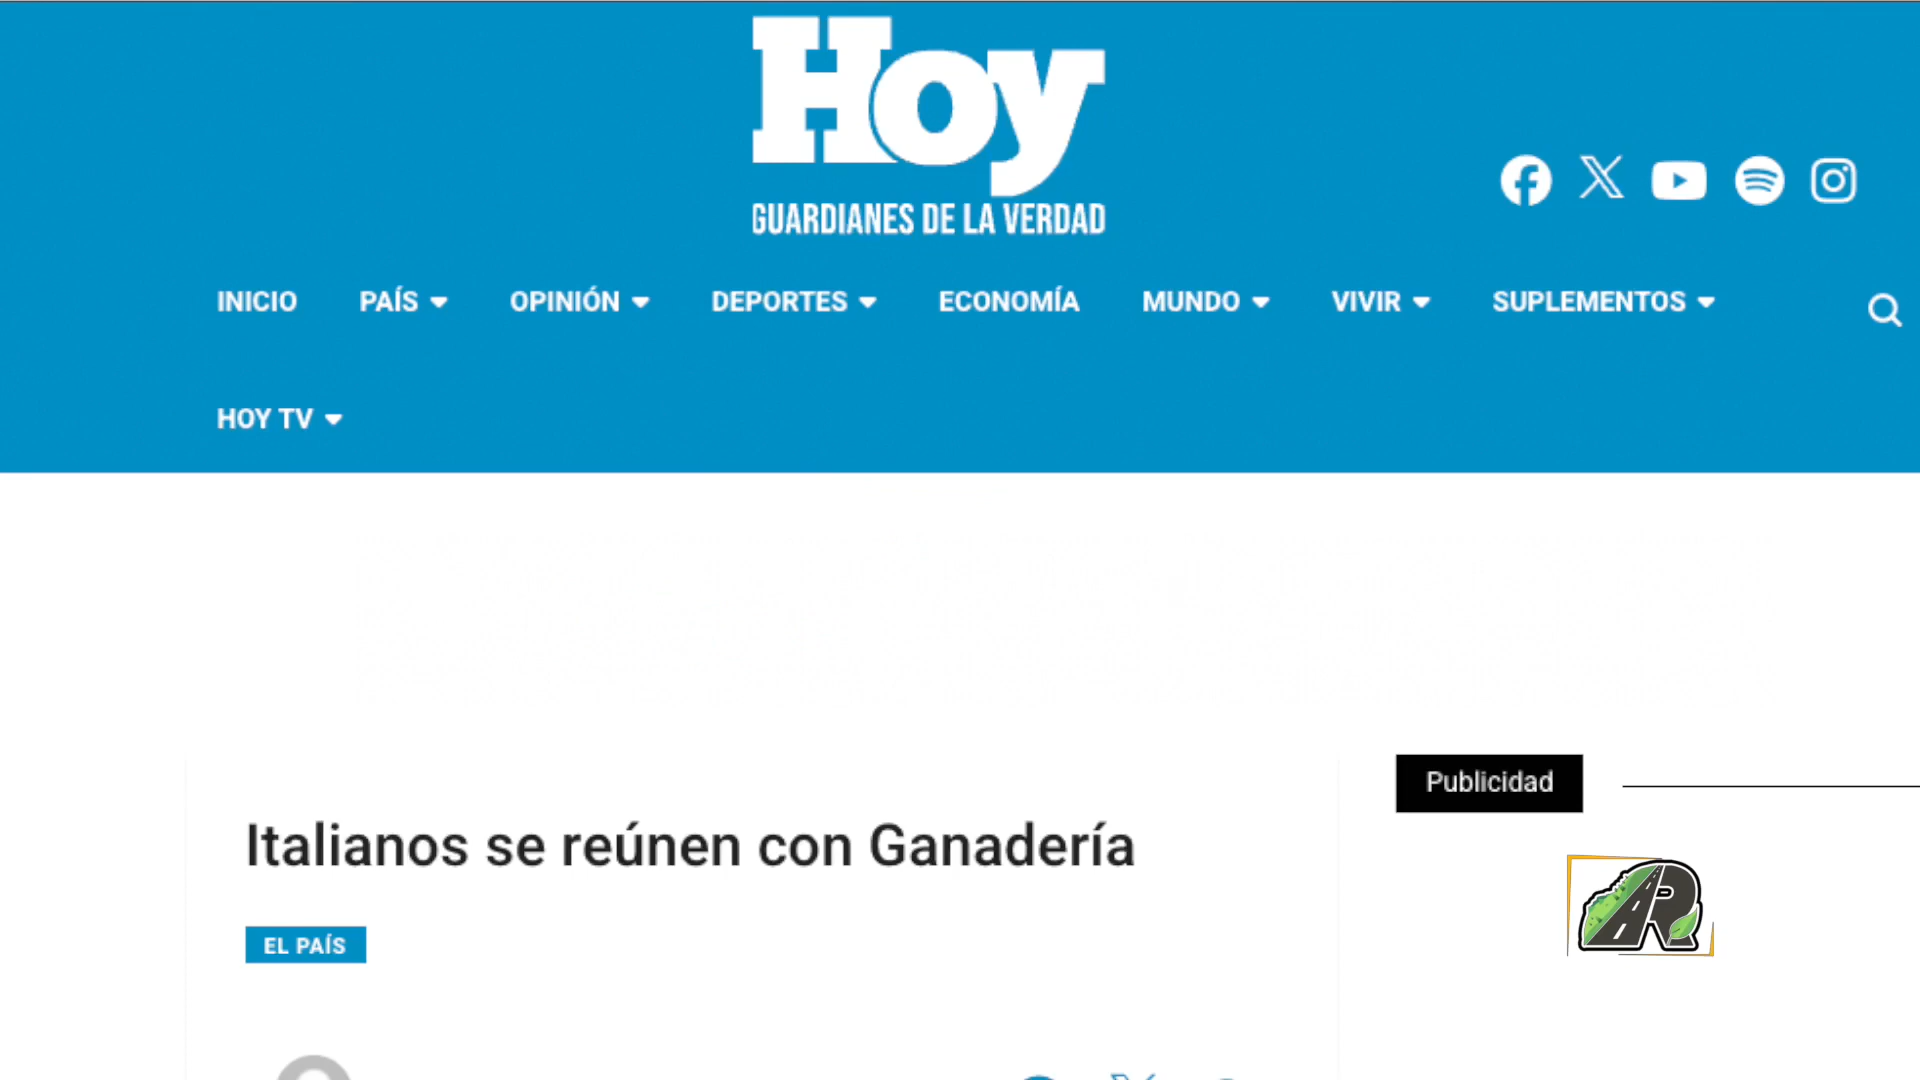 Hoy
GUARDIANES DE LA VERDAD
INICIO PAÍS OPINIÓN DEPORTES ECONOMÍA MUNDO VIVIR SUPLEMENTOS
HOY TV
Publicidad
Italianos se reúnen con Ganadería
EL PAÍS
R